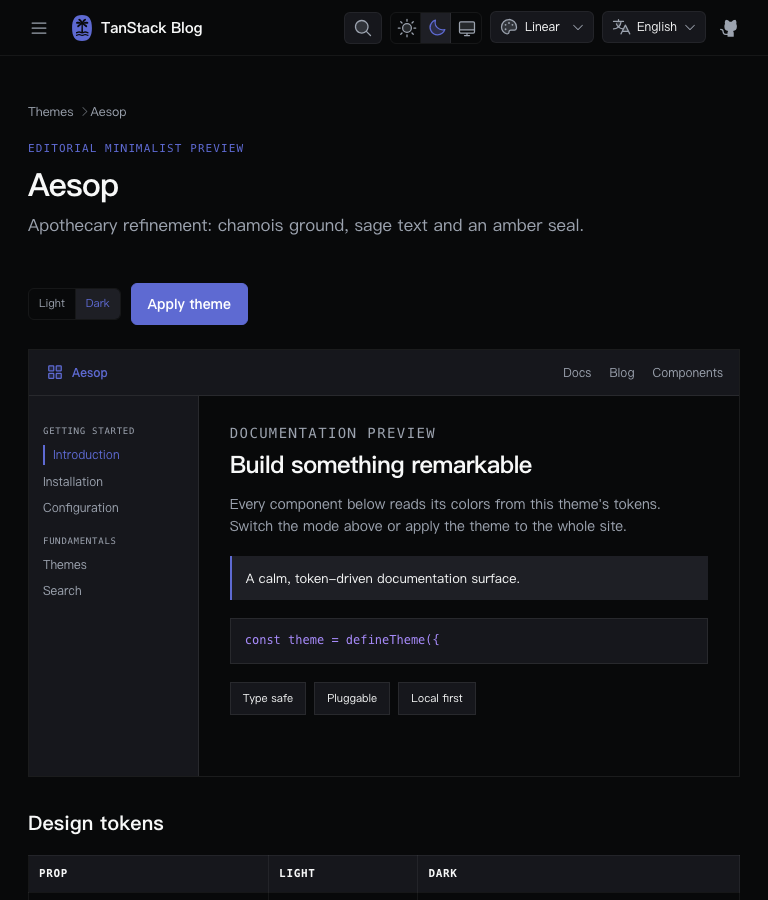 TanStack Blog
Linear
English
Themes
Aesop
EDITORIAL MINIMALIST PREVIEW
Aesop
Apothecary refinement: chamois ground, sage text and an amber seal.
Light
Dark
Apply theme
Aesop
Docs
Blog
Components
GETTING STARTED
Introduction
Installation
Configuration
FUNDAMENTALS
Themes
Search
DOCUMENTATION PREVIEW
Build something remarkable
Every component below reads its colors from this theme's tokens.
Switch the mode above or apply the theme to the whole site.
A calm, token-driven documentation surface.
const theme = defineTheme({
Type safe
Pluggable
Local first
Design tokens
PROP
LIGHT
DARK